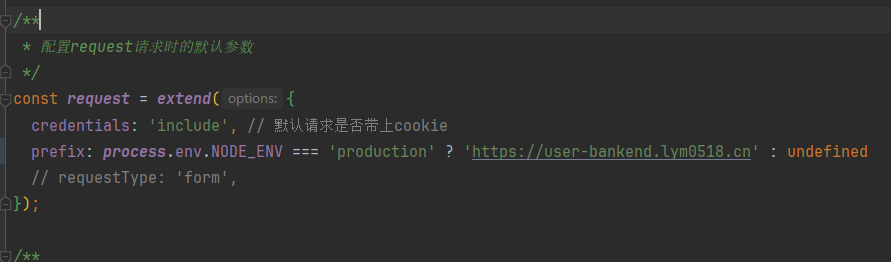 /**
 * 配置request请求时的默认参数
 */
const request = extend( options: {
  credentials: 'include', // 默认请求是否带上cookie
  prefix: process.env.NODE_ENV === 'production' ? 'https://user-bankend.lym0518.cn' : undefined
  // requestType: 'form',
});
/**